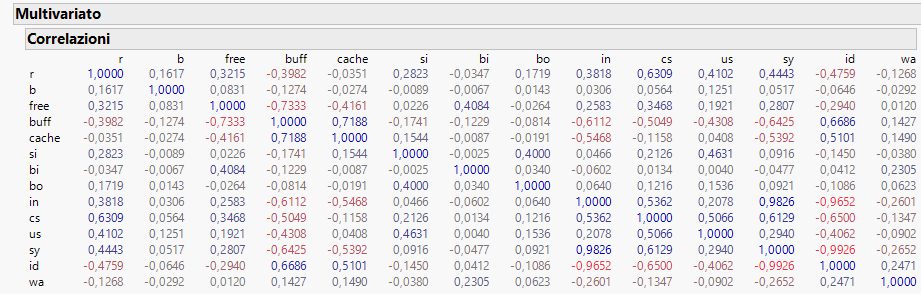 Multivariato
Correlazioni
r b free buff cache si bi bo in cs us sy id wa
r 1,0000 0,1617 0,3215 -0,3982 -0,0351 0,2823 -0,0347 0,1719 0,3818 0,6309 0,4102 0,4443 -0,4759 -0,1268
b 0,1617 1,0000 0,0831 -0,1274 -0,0274 -0,0089 -0,0067 0,0143 0,0306 0,0564 0,1251 0,0517 -0,0646 -0,0292
free 0,3215 0,0831 1,0000 -0,7333 -0,4161 0,0226 0,4084 -0,0264 0,2583 0,3468 0,1921 0,2807 -0,2940 0,0120
buff -0,3982 -0,1274 -0,7333 1,0000 0,7188 -0,1741 -0,1229 -0,0814 -0,6112 -0,5049 -0,4308 -0,6425 0,6686 0,1427
cache -0,0351 -0,0274 -0,4161 0,7188 1,0000 0,1544 -0,0087 -0,0191 -0,5468 -0,1158 0,0408 -0,5392 0,5101 0,1490
si 0,2823 -0,0089 0,0226 -0,1741 0,1544 1,0000 -0,0025 0,4000 0,0466 0,2126 0,4631 0,0916 -0,1450 -0,0380
bi -0,0347 -0,0067 0,4084 -0,1229 -0,0087 -0,0025 1,0000 0,0340 -0,0602 0,0134 0,0040 -0,0477 0,0412 0,2305
bo 0,1719 0,0143 -0,0264 -0,0814 -0,0191 0,4000 0,0340 1,0000 0,0640 0,1216 0,1536 0,0921 -0,1086 0,0623
in 0,3818 0,0306 0,2583 -0,6112 -0,5468 0,0466 -0,0602 0,0640 1,0000 0,5362 0,2078 0,9826 -0,9652 -0,2601
cs 0,6309 0,0564 0,3468 -0,5049 -0,1158 0,2126 0,0134 0,1216 0,5362 1,0000 0,5066 0,6129 -0,6500 -0,1347
us 0,4102 0,1251 0,1921 -0,4308 0,0408 0,4631 0,0040 0,1536 0,2078 0,5066 1,0000 0,2940 -0,4062 -0,0902
sy 0,4443 0,0517 0,2807 -0,6425 -0,5392 0,0916 -0,0477 0,0921 0,9826 0,6129 0,2940 1,0000 -0,9926 -0,2652
id -0,4759 -0,0646 -0,2940 0,6686 0,5101 -0,1450 0,0412 -0,1086 -0,9652 -0,6500 -0,4062 -0,9926 1,0000 0,2471
wa -0,1268 -0,0292 0,0120 0,1427 0,1490 -0,0380 0,2305 0,0623 -0,2601 -0,1347 -0,0902 -0,2652 0,2471 1,0000